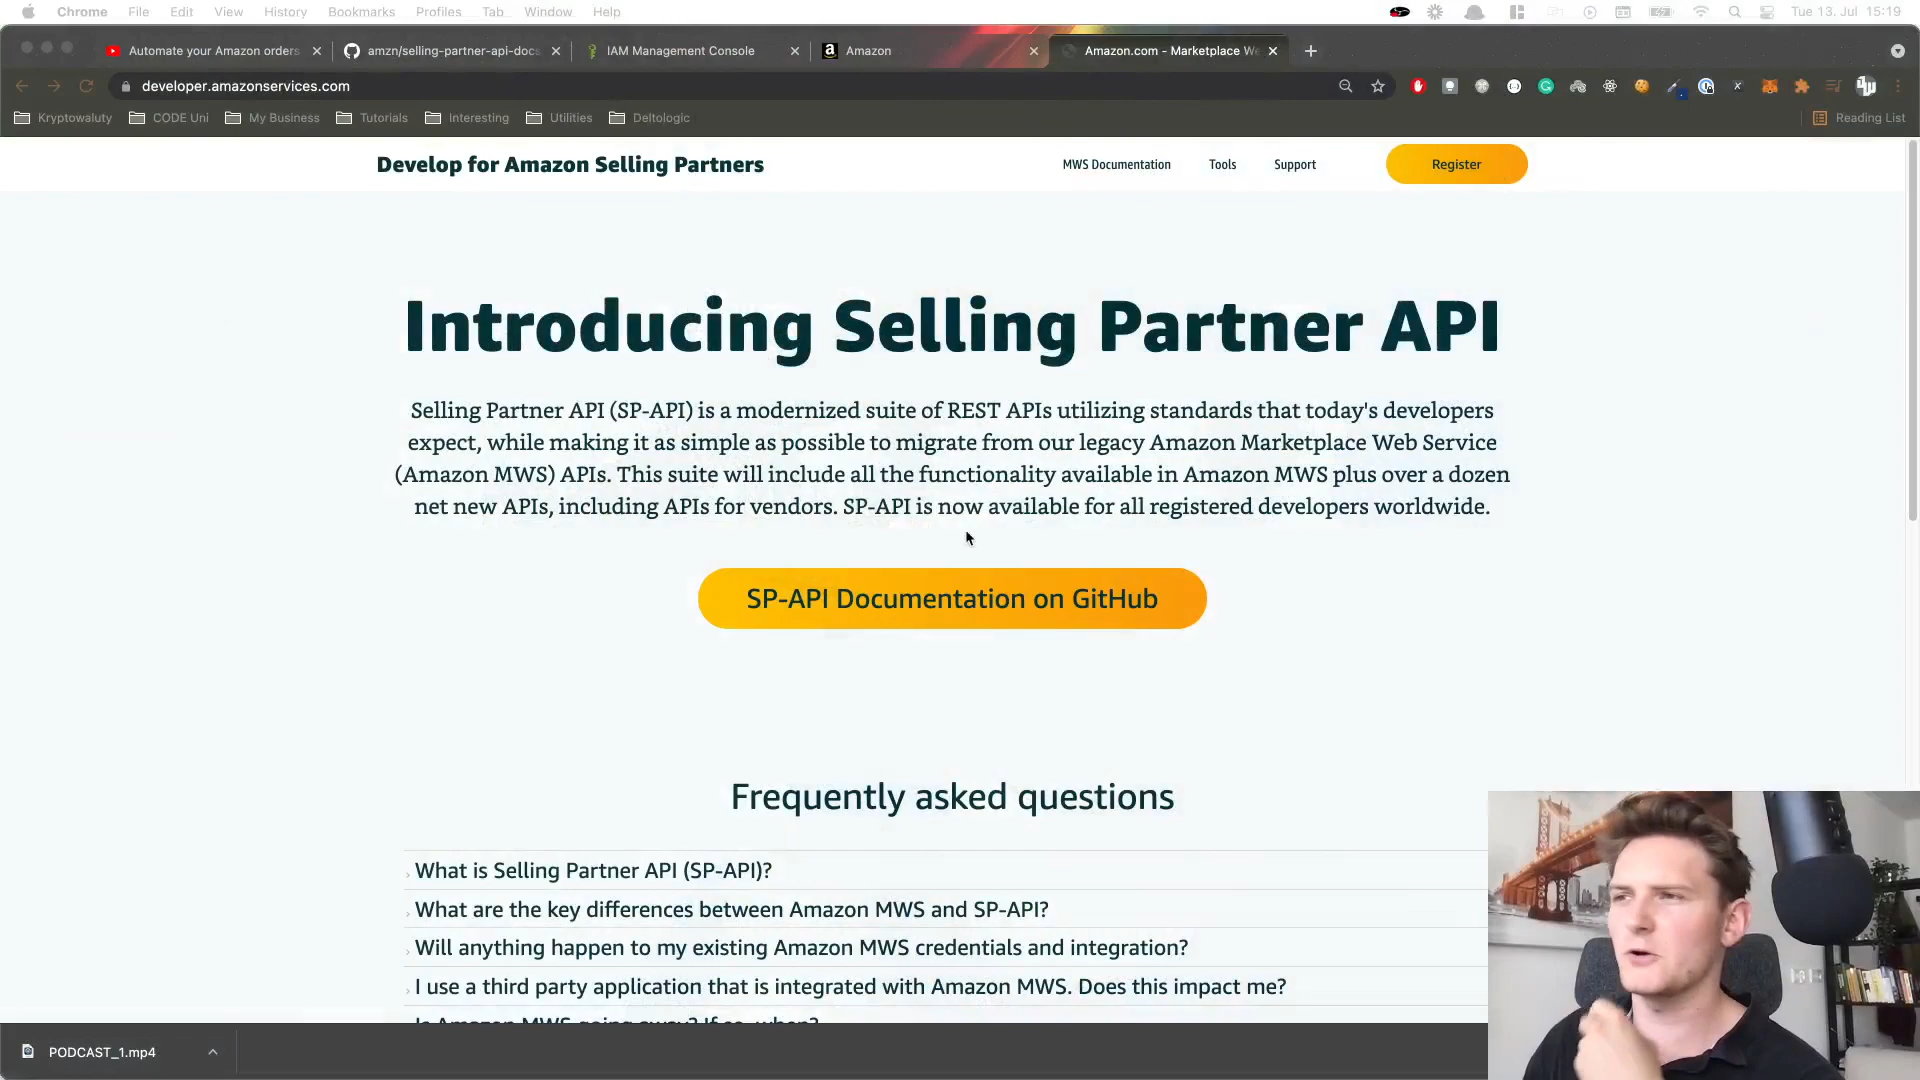 Chrome File Edit View History Bookmarks Profiles Tab Window Help Tue 13. Jul 15:19
Automate your Amazon orders amzn/selling-partner-api-docs IAM Management Console Amazon Amazon.com - Marketplace We
developer.amazonservices.com
Kryptowaluty CODE Uni My Business Tutorials Interesting Utilities Deltologic Reading List
Develop for Amazon Selling Partners MWS Documentation Tools Support Register
Introducing Selling Partner API
Selling Partner API (SP-API) is a modernized suite of REST APIs utilizing standards that today's developers
expect, while making it as simple as possible to migrate from our legacy Amazon Marketplace Web Service
(Amazon MWS) APIs. This suite will include all the functionality available in Amazon MWS plus over a dozen
net new APIs, including APIs for vendors. SP-API is now available for all registered developers worldwide.
SP-API Documentation on GitHub
Frequently asked questions
What is Selling Partner API (SP-API)?
What are the key differences between Amazon MWS and SP-API?
Will anything happen to my existing Amazon MWS credentials and integration?
I use a third party application that is integrated with Amazon MWS. Does this impact me?
Is Amazon MWS going away? If so, when?
PODCAST_1.mp4